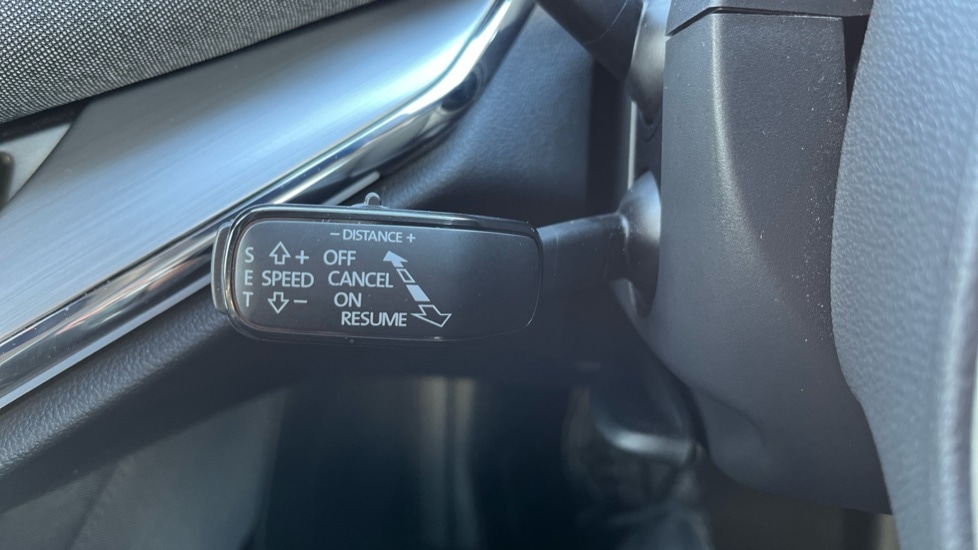 − DISTANCE +
S + OFF
E SPEED CANCEL
T − ON
RESUME